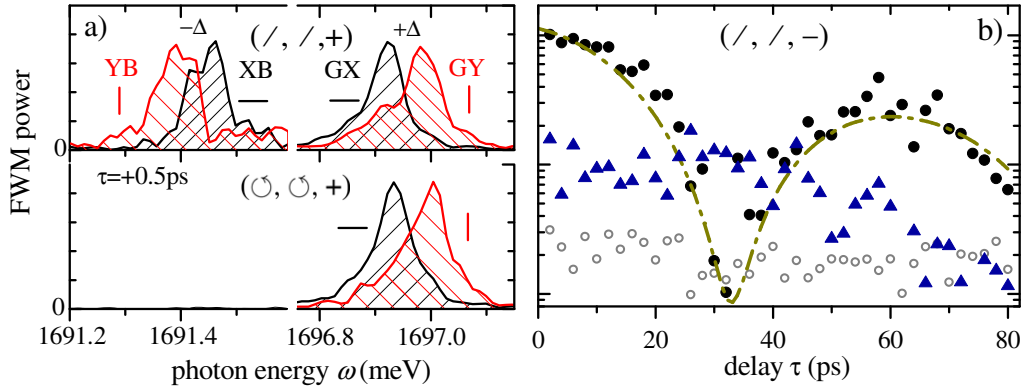 a)
−Δ
(∕, ∕,+)
+Δ
YB
XB
GX
GY
0
τ=+0.5ps
(↺, ↺, +)
0
FWM power
1691.2
1691.4
1696.8
1697.0
photon energy ω (meV)
(∕, ∕, −)
b)
0
20
40
60
80
delay τ (ps)